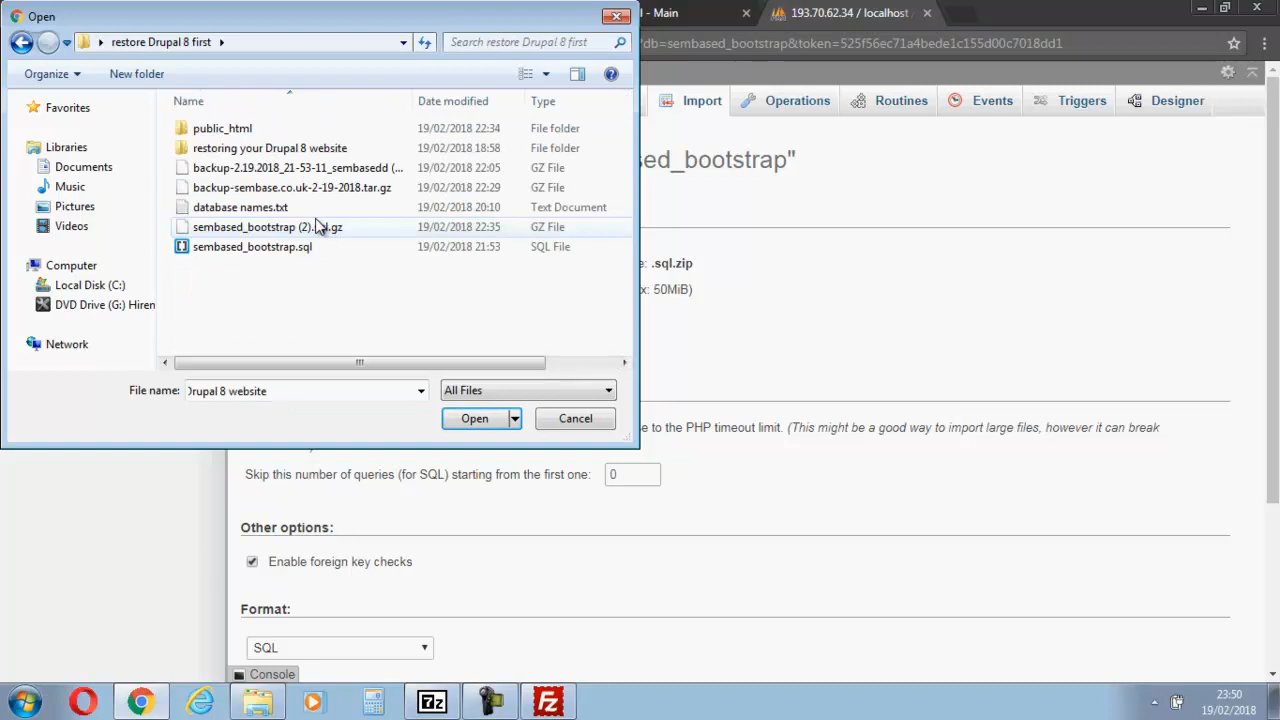 Open
l - Main
193.70.62.34 / localhost
restore Drupal 8 first
Search restore Drupal 8 first
?db=sembased_bootstrap&token=525f56ec71a4bede1c155d00c7018dd1
Organize
New folder
Import
Operations
Routines
Events
Triggers
Designer
Name
Date modified
Type
Favorites
Libraries
Documents
Music
Pictures
Videos
Computer
Local Disk (C:)
DVD Drive (G:) Hiren
Network
public_html 19/02/2018 22:34 File folder
restoring your Drupal 8 website 19/02/2018 18:58 File folder
backup-2.19.2018_21-53-11_sembasedd (... 19/02/2018 22:05 GZ File
backup-sembase.co.uk-2-19-2018.tar.gz 19/02/2018 22:29 GZ File
database names.txt 19/02/2018 20:10 Text Document
sembased_bootstrap (2). l.gz 19/02/2018 22:35 GZ File
sembased_bootstrap.sql 19/02/2018 21:53 SQL File
File name:
Drupal 8 website
All Files
Open
Cancel
sed_bootstrap"
e: .sql.zip
x: 50MiB)
e to the PHP timeout limit. (This might be a good way to import large files, however it can break
Skip this number of queries (for SQL) starting from the first one: 0
Other options:
Enable foreign key checks
Format:
SQL
Console
7z
Fz
23:50
19/02/2018